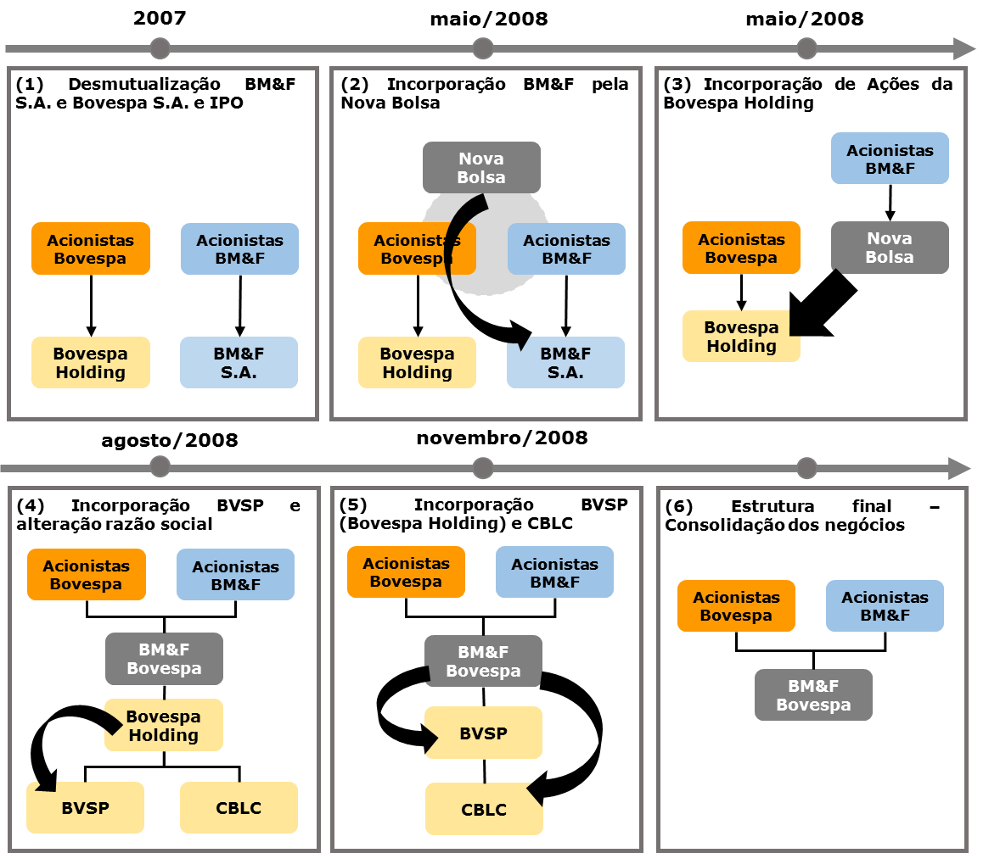 2007
maio/2008
maio/2008
(1) Desmutualização BM&F
S.A. e Bovespa S.A. e IPO
Acionistas
Bovespa
Acionistas
BM&F
Bovespa
Holding
BM&F
S.A.
(2) Incorporação BM&F pela
Nova Bolsa
Nova
Bolsa
Acionistas
Bovespa
Acionistas
BM&F
Bovespa
Holding
BM&F
S.A.
(3) Incorporação de Ações da
Bovespa Holding
Acionistas
BM&F
Acionistas
Bovespa
Nova
Bolsa
Bovespa
Holding
agosto/2008
novembro/2008
(4) Incorporação BVSP e
alteração razão social
Acionistas
Bovespa
Acionistas
BM&F
BM&F
Bovespa
Bovespa
Holding
BVSP
CBLC
(5) Incorporação BVSP
(Bovespa Holding) e CBLC
Acionistas
Bovespa
Acionistas
BM&F
BM&F
Bovespa
BVSP
CBLC
(6) Estrutura final –
Consolidação dos negócios
Acionistas
Bovespa
Acionistas
BM&F
BM&F
Bovespa